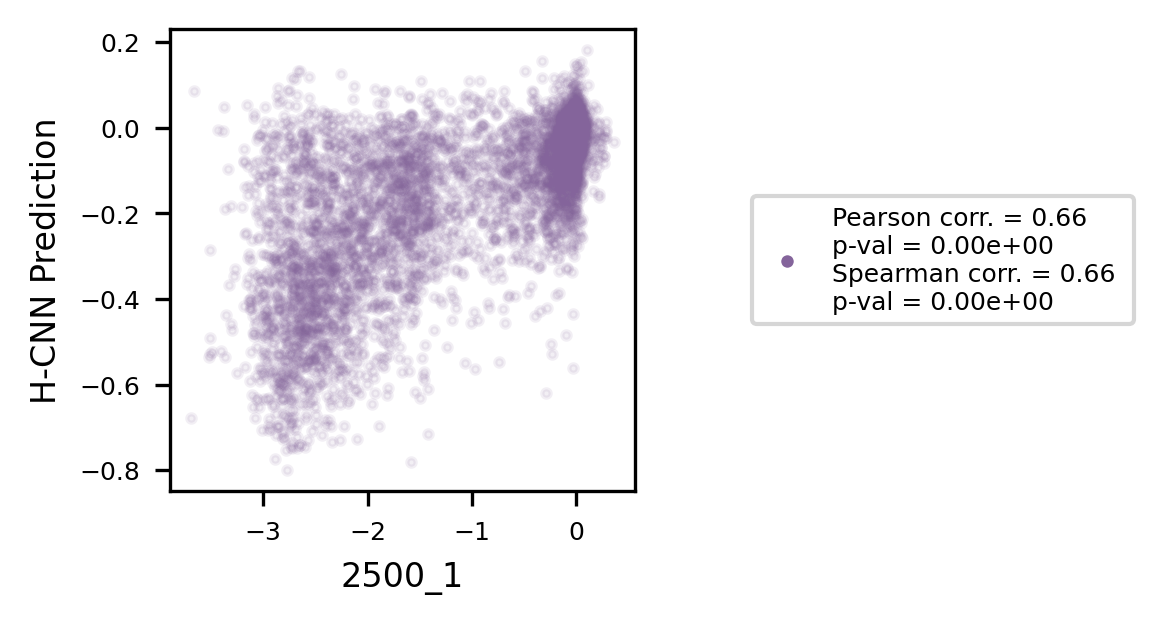 0.2
0.0
−0.2
−0.4
−0.6
−0.8
H-CNN Prediction
−3
−2
−1
0
2500_1
Pearson corr. = 0.66
p-val = 0.00e+00
Spearman corr. = 0.66
p-val = 0.00e+00